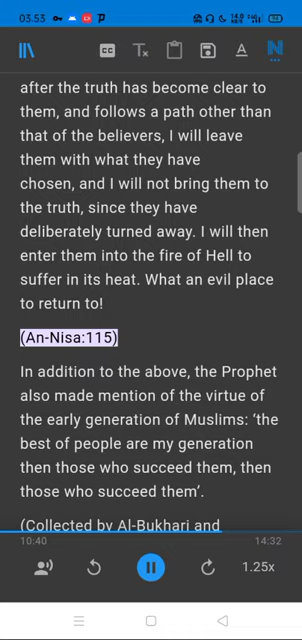 03.53
CC
after the truth has become clear to
them, and follows a path other than
that of the believers, I will leave
them with what they have
chosen, and I will not bring them to
the truth, since they have
deliberately turned away. I will then
enter them into the fire of Hell to
suffer in its heat. What an evil place
to return to!
(An-Nisa:115)
In addition to the above, the Prophet
also made mention of the virtue of
the early generation of Muslims: ‘the
best of people are my generation
then those who succeed them, then
those who succeed them’.
(Collected by Al-Bukhari and
10:40
14:32
1.25x